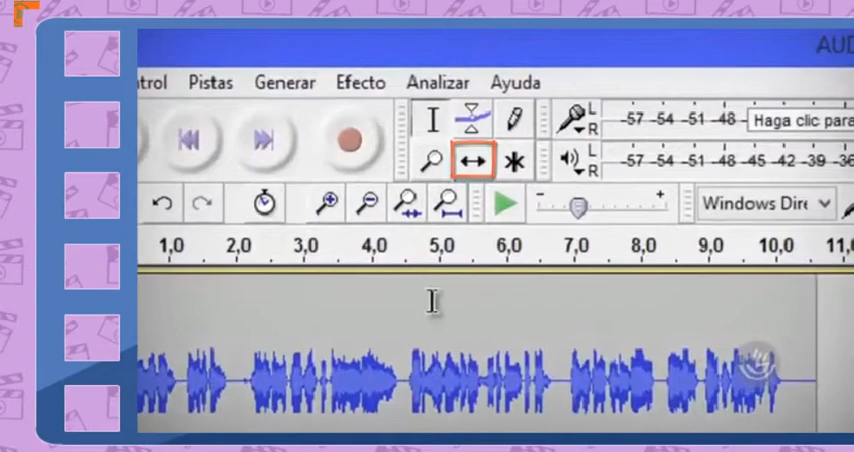 AUD
ntrol Pistas Generar Efecto Analizar Ayuda
L
R
-57 -54 -51 -48 - Haga clic para
L
R
-57 -54 -51 -48 -45 -42 -39 -36
- +
Windows Dire
1,0 2,0 3,0 4,0 5,0 6,0 7,0 8,0 9,0 10,0 11,0